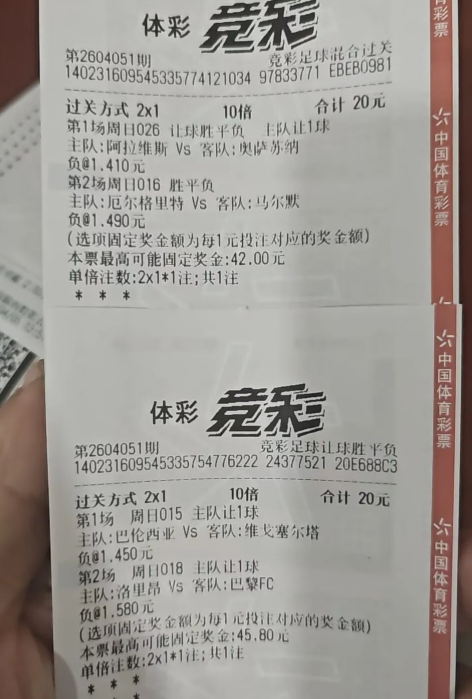 体彩 竞彩
第2604051期 竞彩足球混合过关
140231609545335774121034 97833771 EBEB0981
过关方式 2x1 10倍 合计 20元
第1场周日026 让球胜平负 主队让1球
主队:阿拉维斯 Vs 客队:奥萨苏纳
负@1.410元
第2场周日016 胜平负
主队:厄尔格里特 Vs 客队:马尔默
负@1.490元
(选项固定奖金额为每1元投注对应的奖金额)
本票最高可能固定奖金:42.00元
单倍注数:2x1*1注;共1注
* * *
彩票
中国体育彩票
体彩 竞彩
第2604051期 竞彩足球让球胜平负
140231609545335754776222 24377521 20E688C3
过关方式 2x1 10倍 合计 20元
第1场 周日015 主队让1球
主队:巴伦西亚 Vs 客队:维戈塞尔塔
负@1.450元
第2场 周日018 主队让1球
主队:洛里昂 Vs 客队:巴黎FC
负@1.580元
(选项固定奖金额为每1元投注对应的奖金额)
本票最高可能固定奖金:45.80元
单倍注数:2x1*1注;共1注
* * *
中国体育彩票
中国体育彩票